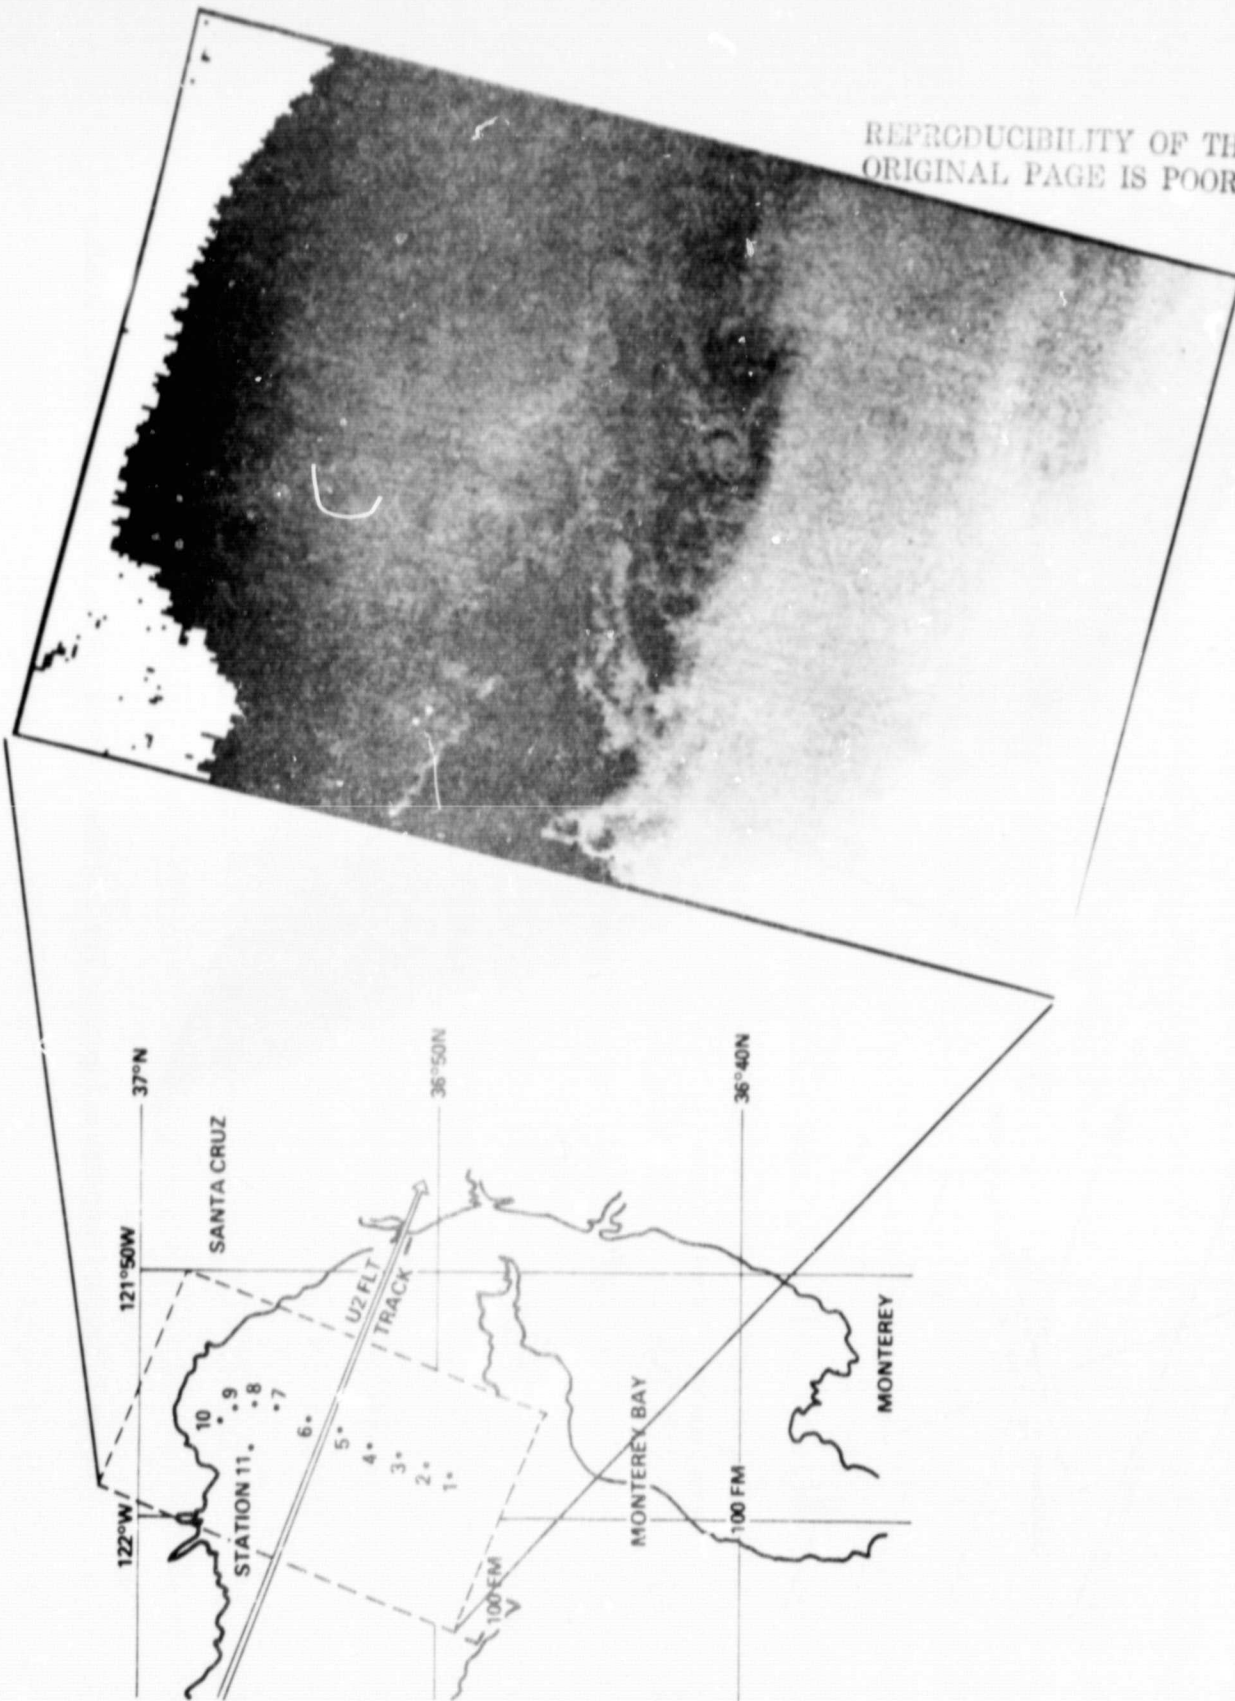 REPRODUCIBILITY OF TH
ORIGINAL PAGE IS POOR
37°N
36°50N
36°40N
121°50W
122°W
SANTA CRUZ
U2 FLT
TRACK
STATION 11
10
9
8
7
6
5
4
3
2
1
100 FM
MONTEREY BAY
100 FM
MONTEREY